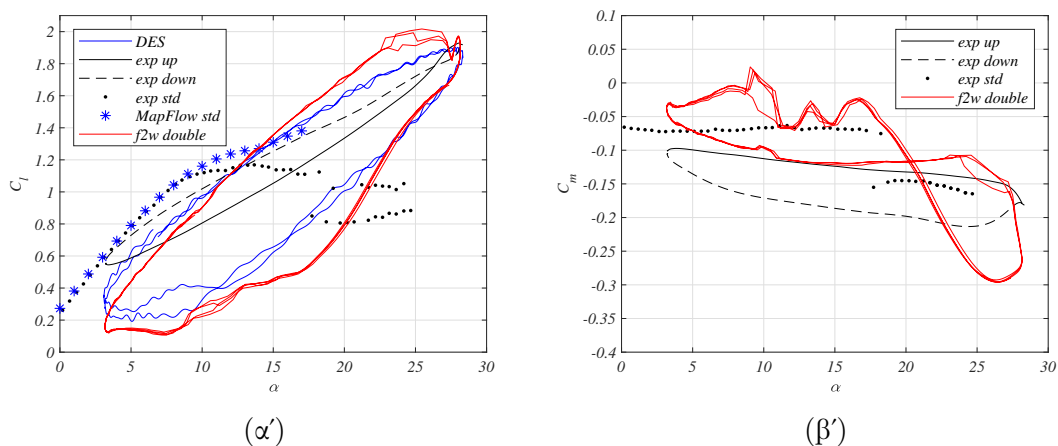 2
1.8
1.6
1.4
1.2
1
0.8
0.6
0.4
0.2
0
C_l
0 5 10 15 20 25 30
α
DES
exp up
exp down
exp std
MapFlow std
f2w double
(α′)
0.1
0.05
0
-0.05
-0.1
-0.15
-0.2
-0.25
-0.3
-0.35
-0.4
C_m
0 5 10 15 20 25 30
α
exp up
exp down
exp std
f2w double
(β′)